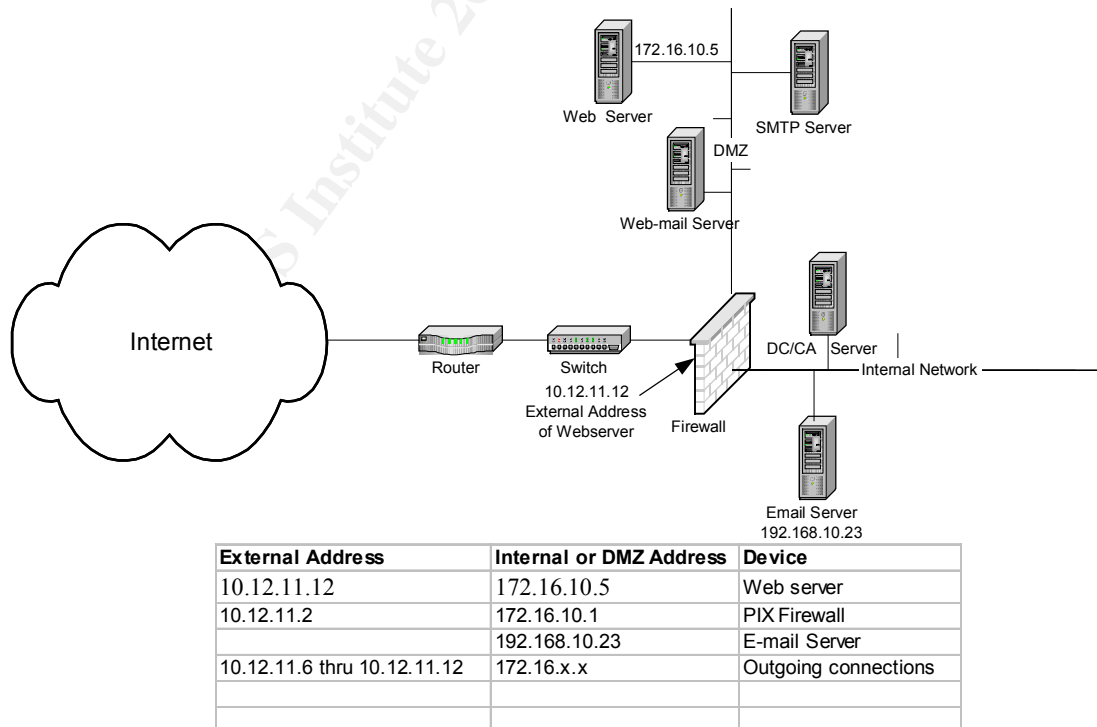 SANS Institute 20
172.16.10.5
Web Server
SMTP Server
DMZ
Web-mail Server
Internet
Router
Switch
10.12.11.12
External Address
of Webserver
Firewall
DC/CA Server
Internal Network
Email Server
192.168.10.23
External Address Internal or DMZ Address Device
10.12.11.12 172.16.10.5 Web server
10.12.11.2 172.16.10.1 PIX Firewall
192.168.10.23 E-mail Server
10.12.11.6 thru 10.12.11.12 172.16.x.x Outgoing connections